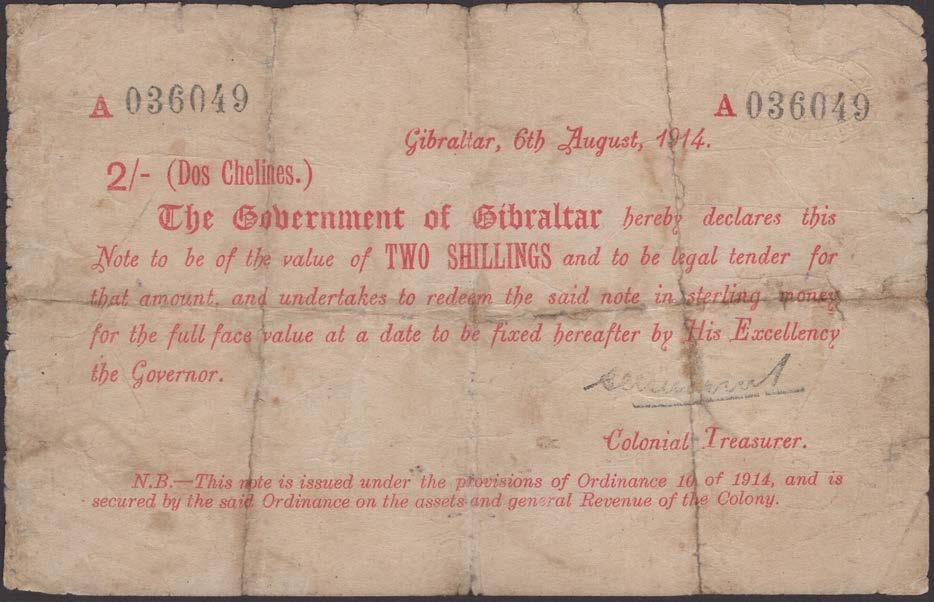 A 036049 A 036049
Gibraltar, 6th August, 1914.
2/- (Dos Chelines.)
The Government of Gibraltar hereby declares this
Note to be of the value of TWO SHILLINGS and to be legal tender for
that amount, and undertakes to redeem the said note in sterling money
for the full face value at a date to be fixed hereafter by His Excellency
the Governor.
Colonial Treasurer.
N.B.—This note is issued under the provisions of Ordinance 10 of 1914, and is
secured by the said Ordinance on the assets and general Revenue of the Colony.